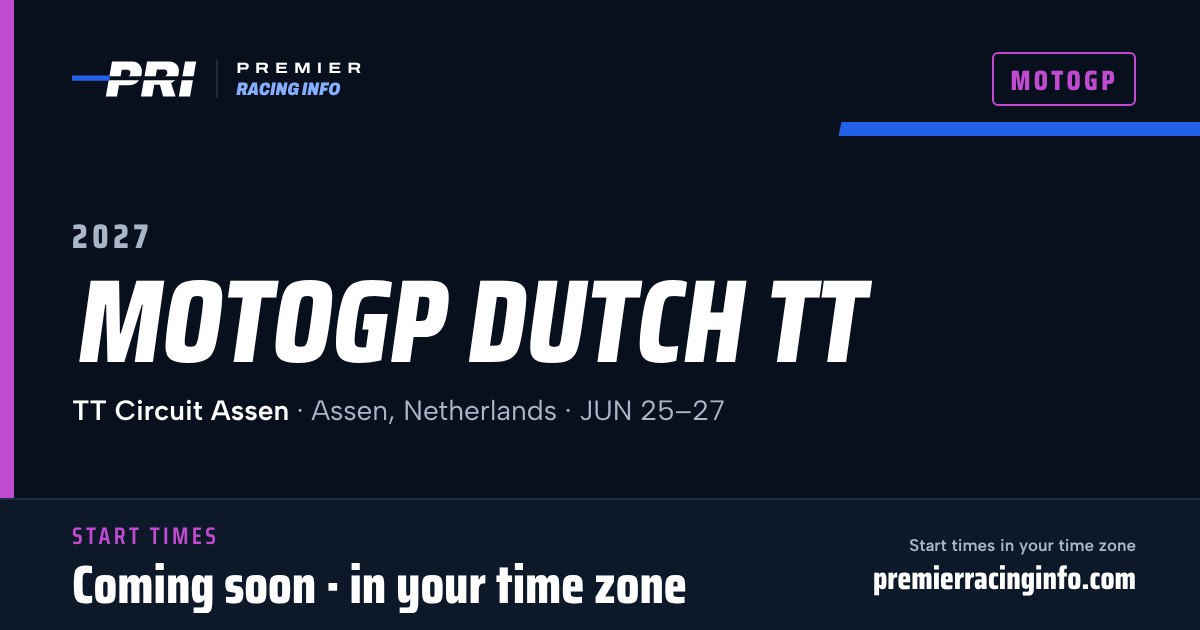 PRI
PREMIER
RACING INFO
MOTOGP
2027
MOTOGP DUTCH TT
TT Circuit Assen · Assen, Netherlands · JUN 25–27
START TIMES
Coming soon · in your time zone
Start times in your time zone
premierracinginfo.com